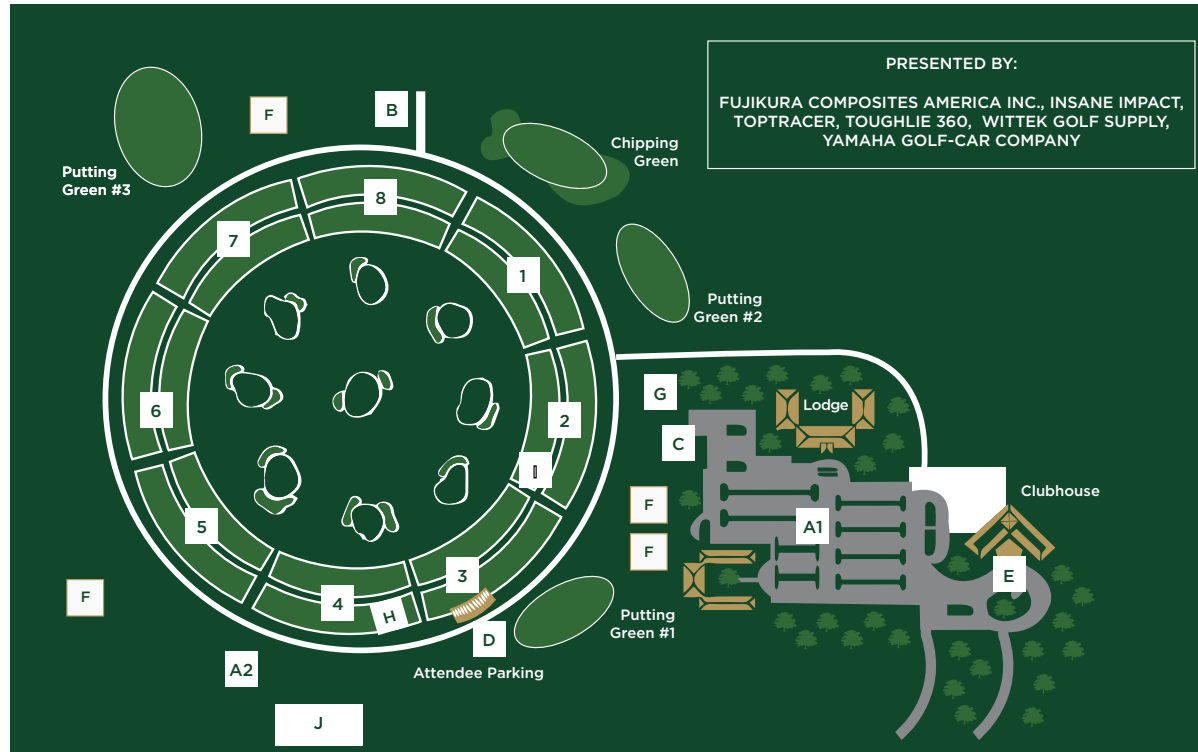 PRESENTED BY:
FUJIKURA COMPOSITES AMERICA INC., INSANE IMPACT,
TOPTRACER, TOUGHLIE 360, WITTEK GOLF SUPPLY,
YAMAHA GOLF-CAR COMPANY
B
F
Chipping
Green
Putting
Green #3
8
7
1
Putting
Green #2
G
Lodge
6
2
C
I
Clubhouse
F
5
A1
F
3
E
F
4
H
Putting
Green #1
D
A2
Attendee Parking
J